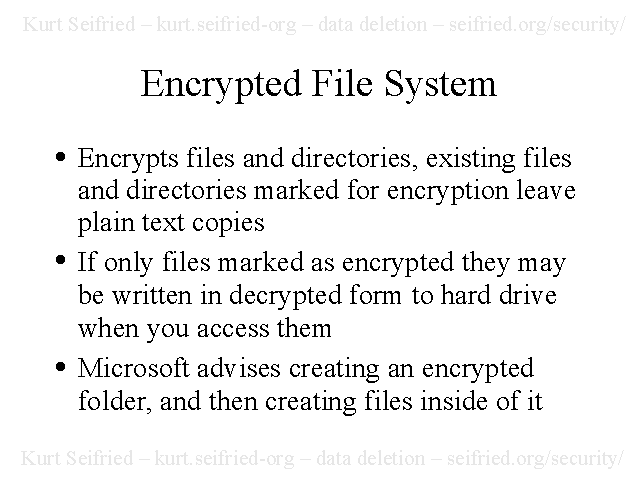 Kurt Seifried – kurt.seifried-org – data deletion – seifried.org/security/
Encrypted File System
• Encrypts files and directories, existing files
and directories marked for encryption leave
plain text copies
• If only files marked as encrypted they may
be written in decrypted form to hard drive
when you access them
• Microsoft advises creating an encrypted
folder, and then creating files inside of it
Kurt Seifried – kurt.seifried-org – data deletion – seifried.org/security/